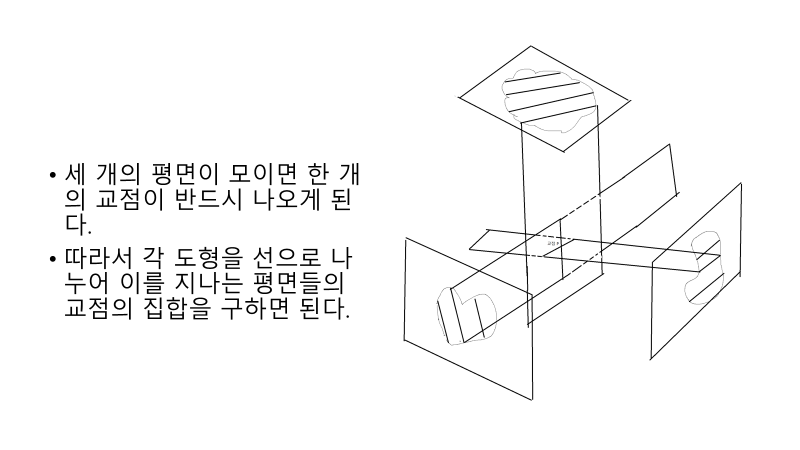 • 세 개의 평면이 모이면 한 개
의 교점이 반드시 나오게 된
다.
• 따라서 각 도형을 선으로 나
누어 이를 지나는 평면들의
교점의 집합을 구하면 된다.
교점 P